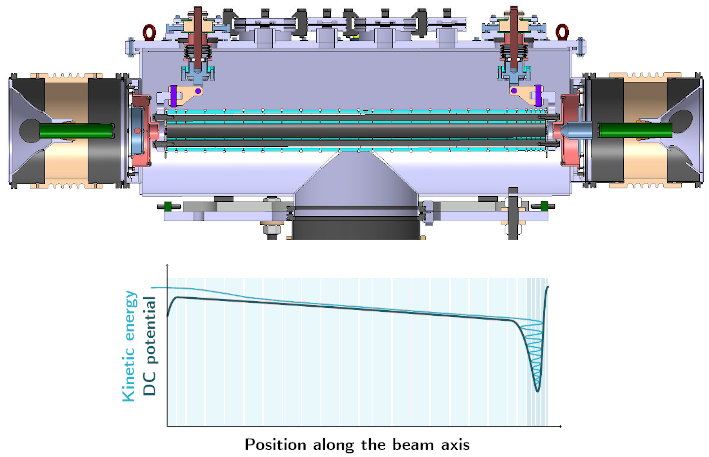 Kinetic energy
DC potential
Position along the beam axis